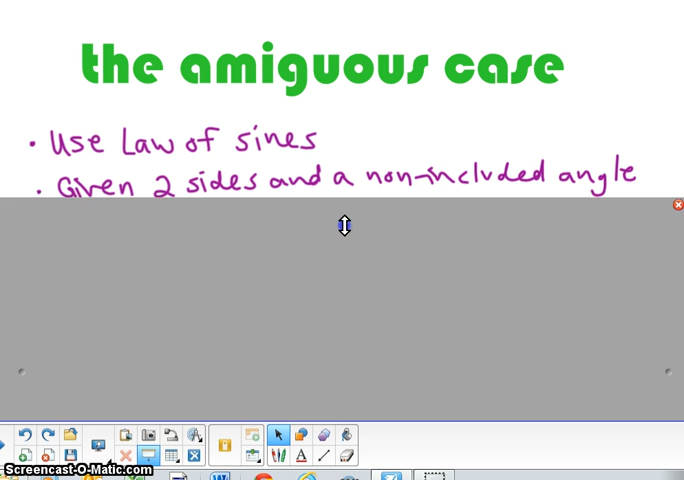 the amiguous case
• Use Law of sines
• Given 2 sides and a non-included angle
Screencast-O-Matic.com